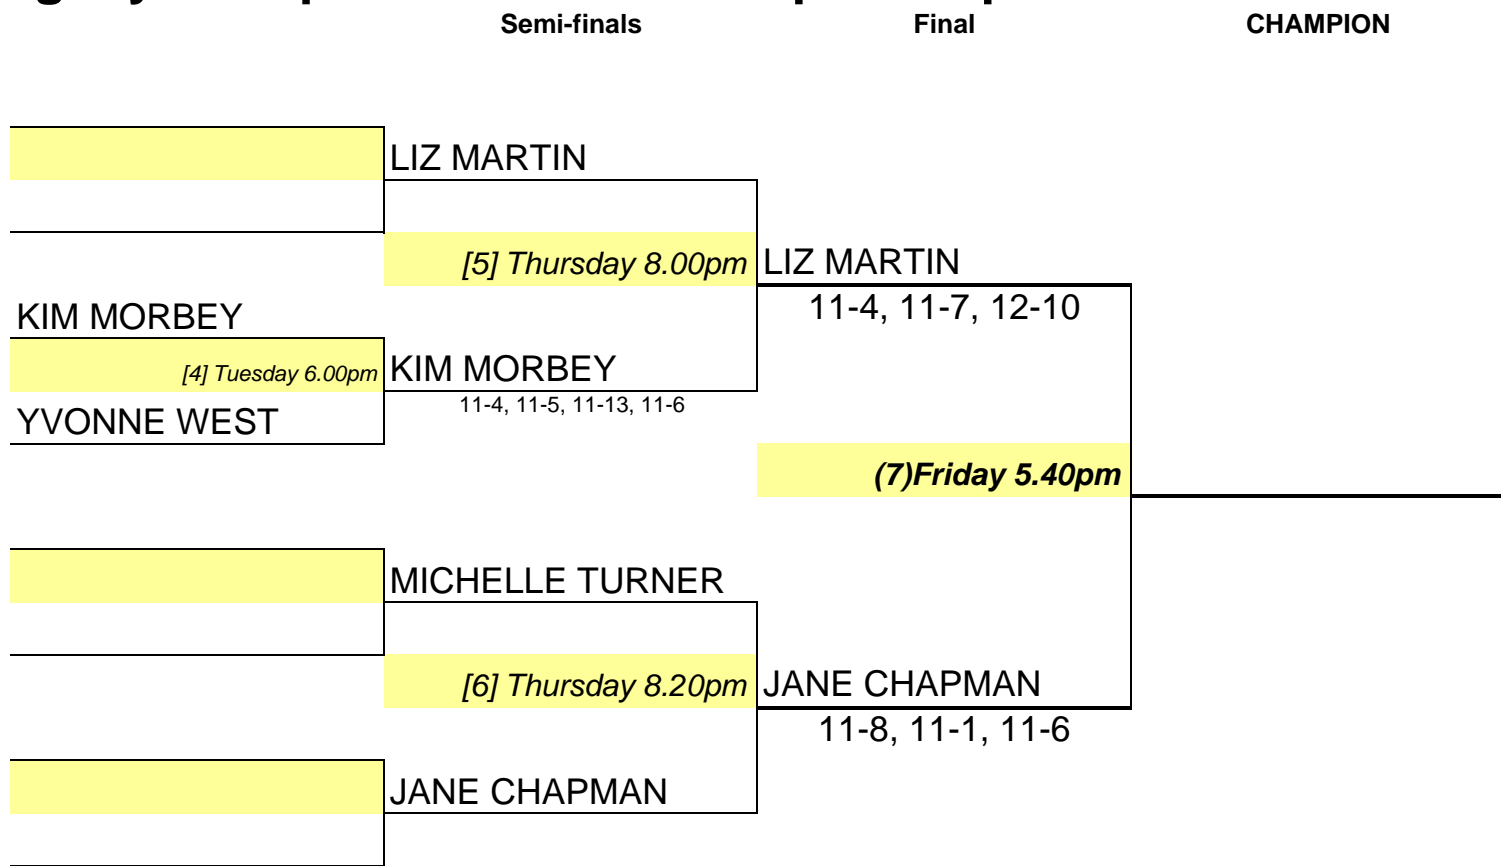 Semi-finals Final CHAMPION
LIZ MARTIN
[5] Thursday 8.00pm LIZ MARTIN
11-4, 11-7, 12-10
KIM MORBEY
[4] Tuesday 6.00pm KIM MORBEY
11-4, 11-5, 11-13, 11-6
YVONNE WEST
(7)Friday 5.40pm
MICHELLE TURNER
[6] Thursday 8.20pm JANE CHAPMAN
11-8, 11-1, 11-6
JANE CHAPMAN